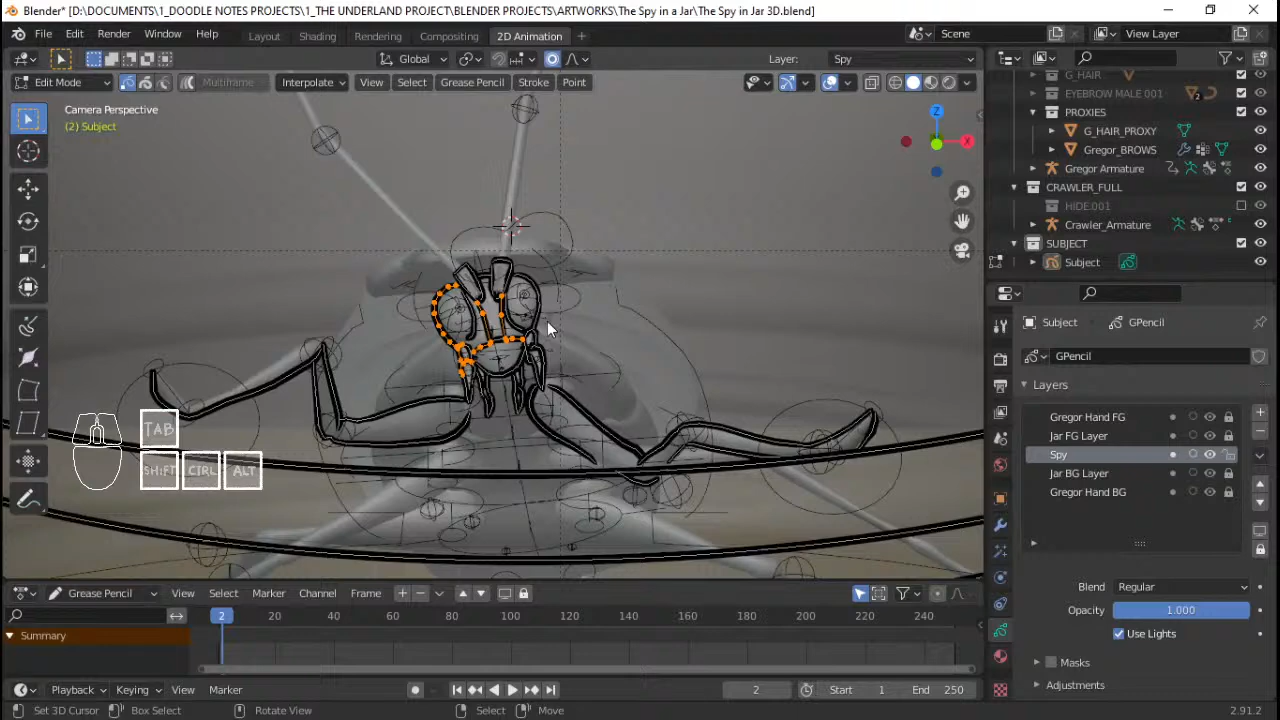 Blender* [D:\DOCUMENTS\1_DOODLE NOTES PROJECTS\1_THE UNDERLAND PROJECT\BLENDER PROJECTS\ARTWORKS\The Spy in a Jar\The Spy in Jar 3D.blend]
File Edit Render Window Help Layout Shading Rendering Compositing 2D Animation + Scene View Layer
Global Layer: Spy
Edit Mode Multiframe Interpolate View Select Grease Pencil Stroke Point
Camera Perspective
(2) Subject
Z
X
TAB
SHIFT CTRL ALT
G_HAIR
EYEBROW MALE 001 2
PROXIES
G_HAIR_PROXY
Gregor_BROWS
Gregor Armature
CRAWLER_FULL
HIDE.001
Crawler_Armature
SUBJECT
Subject
Subject GPencil
GPencil
Layers
Gregor Hand FG
Jar FG Layer
Spy
Jar BG Layer
Gregor Hand BG
Blend Regular
Opacity 1.000
Use Lights
Masks
Adjustments
Grease Pencil View Select Marker Channel Frame
2 20 40 60 80 100 120 140 160 180 200 220 240
Summary
Playback Keying View Marker 2 Start 1 End 250
Set 3D Cursor Box Select Rotate View Select Move 2.91.2